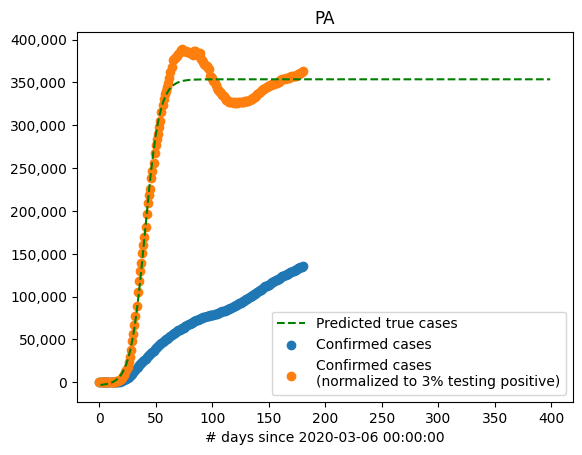 PA
400,000
350,000
300,000
250,000
200,000
150,000
100,000
50,000
0
Predicted true cases
Confirmed cases
Confirmed cases
(normalized to 3% testing positive)
0 50 100 150 200 250 300 350 400
# days since 2020-03-06 00:00:00